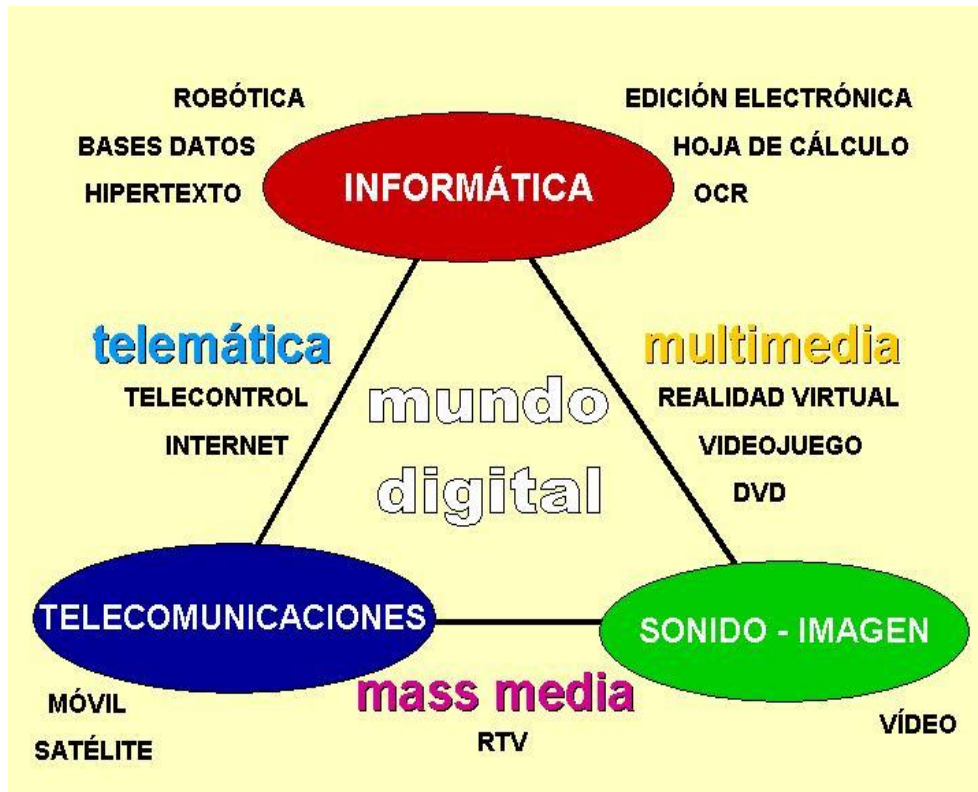 ROBÓTICA
EDICIÓN ELECTRÓNICA
BASES DATOS
HOJA DE CÁLCULO
HIPERTEXTO
INFORMÁTICA
OCR
telemática
multimedia
TELECONTROL
mundo
REALIDAD VIRTUAL
INTERNET
VIDEOJUEGO
digital
DVD
TELECOMUNICACIONES
SONIDO - IMAGEN
MÓVIL
mass media
VÍDEO
SATÉLITE
RTV